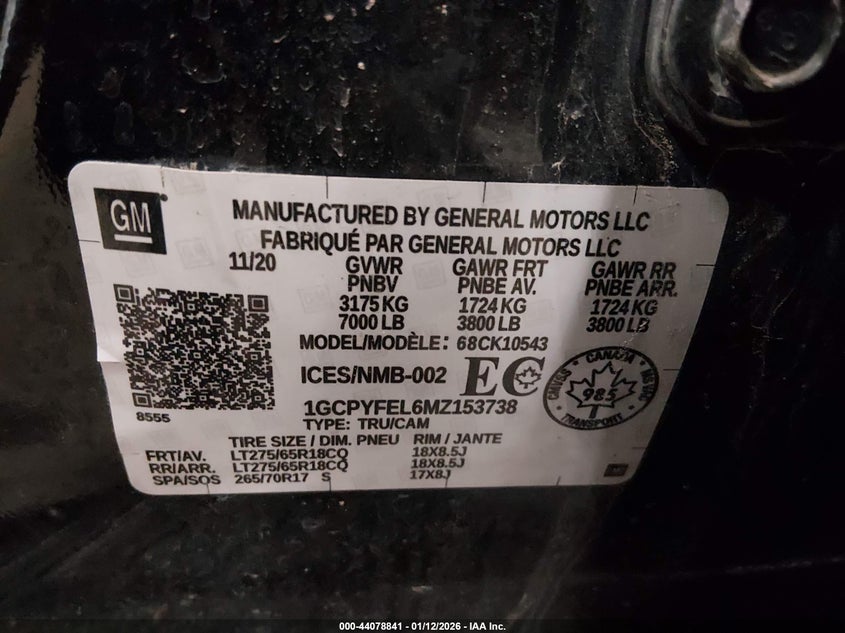 GM
MANUFACTURED BY GENERAL MOTORS LLC
FABRIQUÉ PAR GENERAL MOTORS LLC
11/20 GVWR GAWR FRT GAWR RR
PNBV PNBE AV. PNBE ARR.
3175 KG 1724 KG 1724 KG
7000 LB 3800 LB 3800 LB
MODEL/MODÈLE: 68CK10543
ICES/NMB-002 EC
CANADA
CMVSS 985 NSVAC
TRANSPORT
8555
1GCPYFEL6MZ153738
TYPE: TRU/CAM
TIRE SIZE / DIM. PNEU RIM / JANTE
FRT/AV. LT275/65R18CQ 18X8.5J
RR/ARR. LT275/65R18CQ 18X8.5J
SPA/SOS 265/70R17 S 17X8J
000-44078841 - 01/12/2026 - IAA Inc.